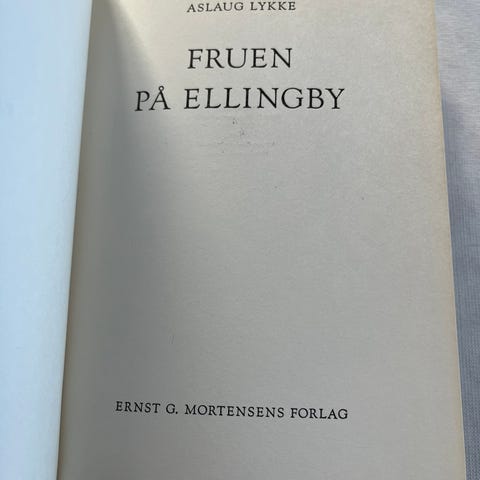 ASLAUG LYKKE
FRUEN
PÅ ELLINGBY
ERNST G. MORTENSENS FORLAG